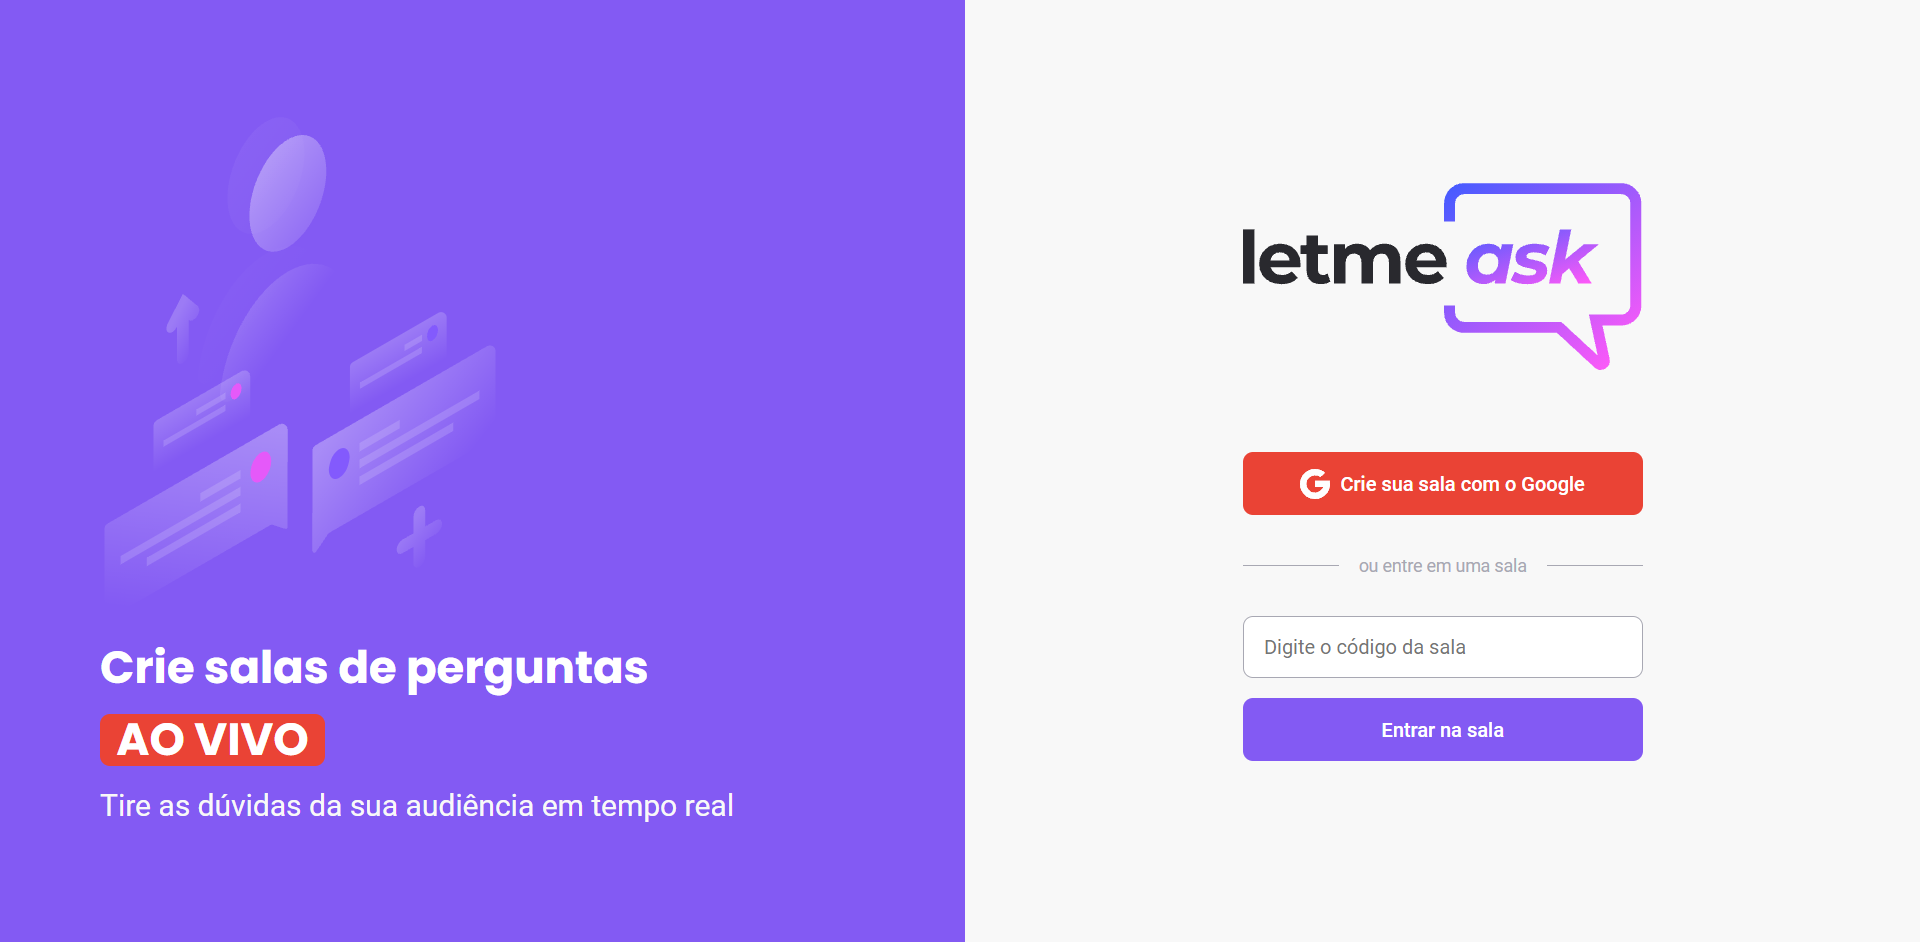 Crie salas de perguntas
AO VIVO
Tire as dúvidas da sua audiência em tempo real
letme ask
Crie sua sala com o Google
ou entre em uma sala
Digite o código da sala
Entrar na sala